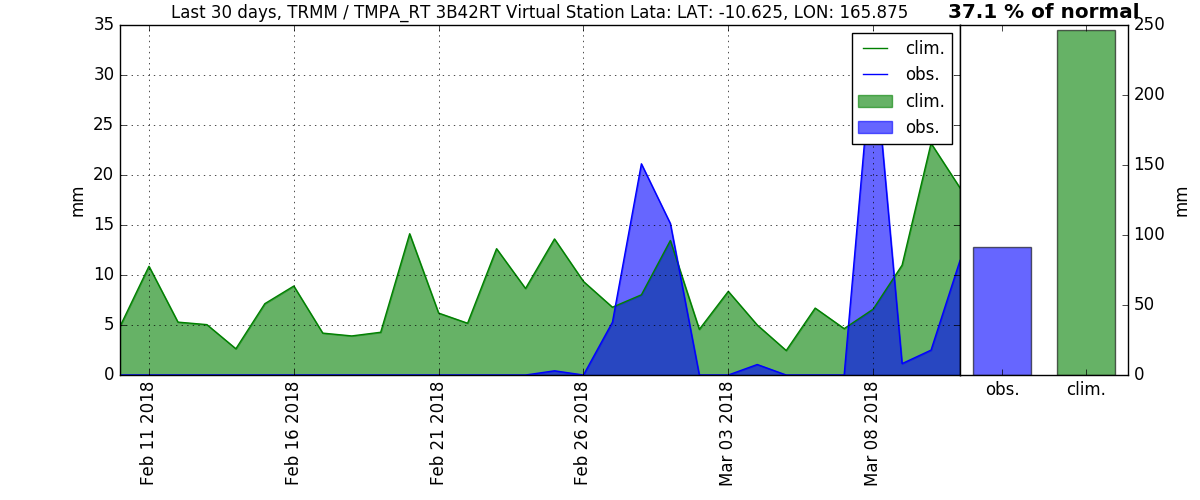 Last 30 days, TRMM / TMPA_RT 3B42RT Virtual Station Lata: LAT: -10.625, LON: 165.875
37.1 % of normal
35
30
25
20
15
10
5
0
mm
clim.
obs.
clim.
obs.
250
200
150
100
50
0
mm
obs.
clim.
Feb 11 2018
Feb 16 2018
Feb 21 2018
Feb 26 2018
Mar 03 2018
Mar 08 2018